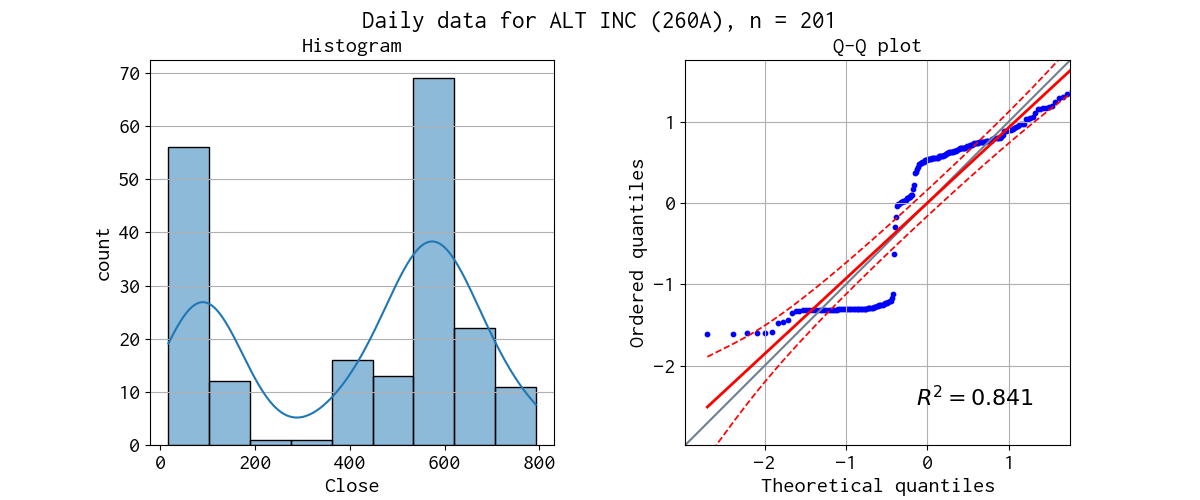 Daily data for ALT INC (260A), n = 201
Histogram
70
60
50
40
30
20
10
0
count
0 200 400 600 800
Close
Q-Q plot
1
0
−1
−2
Ordered quantiles
R² = 0.841
−2 −1 0 1
Theoretical quantiles